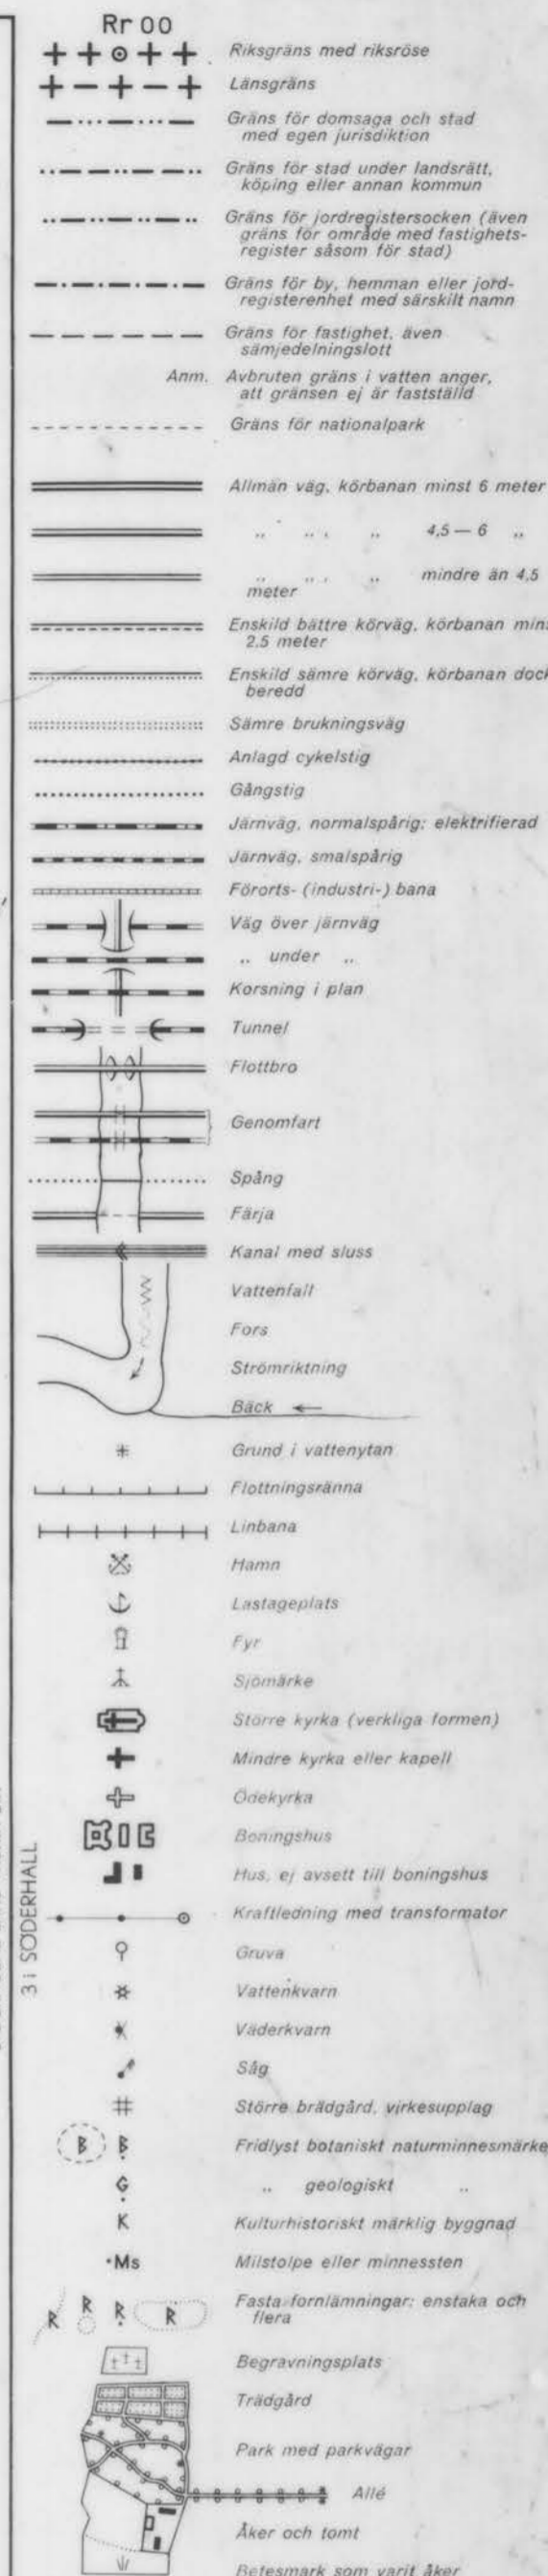 Rr 00
Riksgräns med riksröse
Länsgräns
Gräns för domsaga och stad
med egen jurisdiktion
Gräns för stad under landsrätt,
köping eller annan kommun
Gräns för jordregistersocken (även
gräns för område med fastighets-
register såsom för stad)
Gräns för by, hemman eller jord-
registerenhet med särskilt namn
Gräns för fastighet, även
sämjedelningslott
Anm. Avbruten gräns i vatten anger,
att gränsen ej är fastställd
Gräns för nationalpark
Allmän väg, körbanan minst 6 meter
„ „ , „ 4,5 — 6 „
„ „ , „ mindre än 4,5
meter
Enskild bättre körväg, körbanan
2,5 meter
Enskild sämre körväg, körbanan dock
beredd
Sämre brukningsväg
Anlagd cykelstig
Gångstig
Järnväg, normalspårig; elektrifierad
Järnväg, smalspårig
Förorts- (industri-) bana
Väg över järnväg
„ under „
Korsning i plan
Tunnel
Flottbro
Genomfart
Spång
Färja
Kanal med sluss
Vattenfall
Fors
Strömriktning
Bäck
Grund i vattenytan
Flottningsränna
Linbana
Hamn
Lastageplats
Fyr
Sjömärke
Större kyrka (verkliga formen)
Mindre kyrka eller kapell
Ödekyrka
Boningshus
Hus, ej avsett till boningshus
Kraftledning med transformator
3i SÖDERHALL
Gruva
Vattenkvarn
Väderkvarn
Såg
Större brädgård, virkesupplag
B B Fridlyst botaniskt naturminnesmärke
G „ geologiskt „
K Kulturhistoriskt märklig byggnad
Ms Milstolpe eller minnessten
R R R R Fasta fornlämningar; enstaka och
flera
Begravningsplats
Trädgård
Park med parkvägar
Allé
Åker och tomt
Betesmark som varit åker